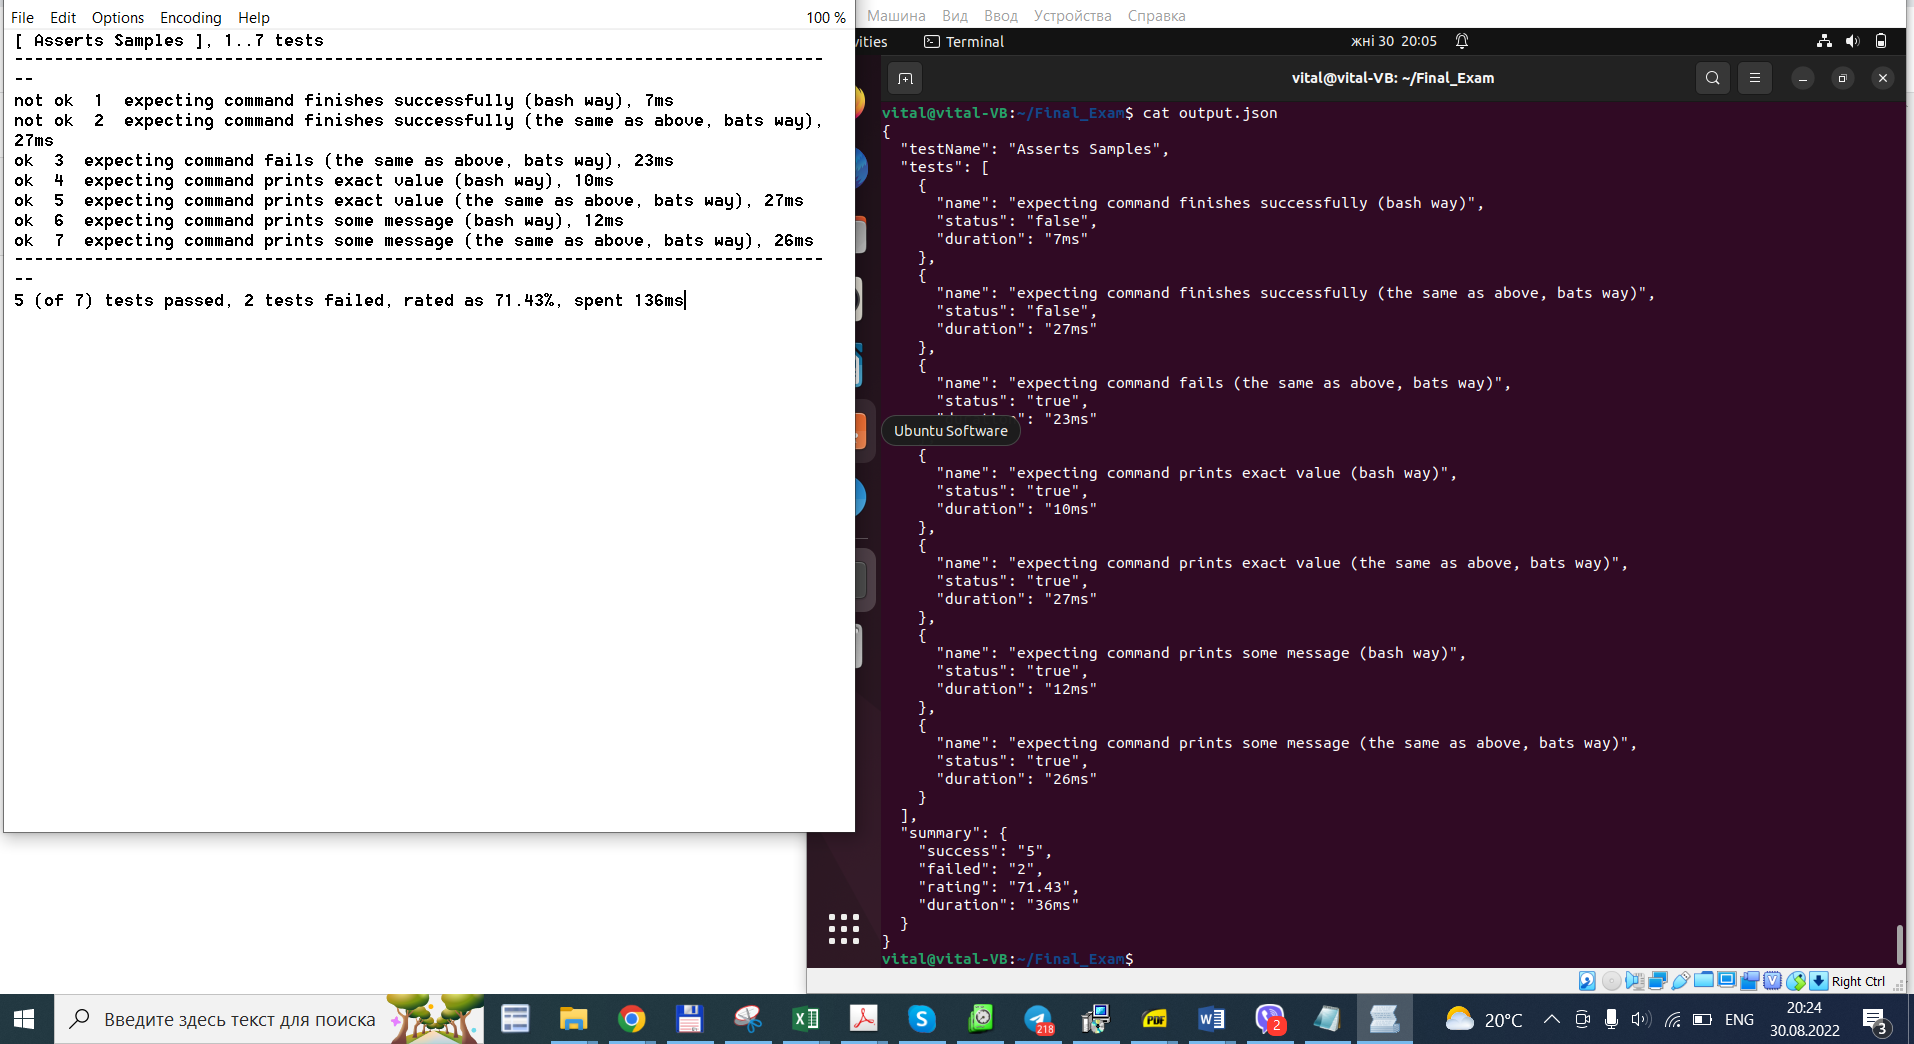 File Edit Options Encoding Help 100 %
[ Asserts Samples ], 1..7 tests
---------------------------------------------------------------------------------
--
not ok  1  expecting command finishes successfully (bash way), 7ms
not ok  2  expecting command finishes successfully (the same as above, bats way),
27ms
ok  3  expecting command fails (the same as above, bats way), 23ms
ok  4  expecting command prints exact value (bash way), 10ms
ok  5  expecting command prints exact value (the same as above, bats way), 27ms
ok  6  expecting command prints some message (bash way), 12ms
ok  7  expecting command prints some message (the same as above, bats way), 26ms
---------------------------------------------------------------------------------
--
5 (of 7) tests passed, 2 tests failed, rated as 71.43%, spent 136ms
Машина Вид Ввод Устройства Справка
vities Terminal жні 30 20:05
vital@vital-VB: ~/Final_Exam
vital@vital-VB:~/Final_Exam$ cat output.json
{
  "testName": "Asserts Samples",
  "tests": [
    {
      "name": "expecting command finishes successfully (bash way)",
      "status": "false",
      "duration": "7ms"
    },
    {
      "name": "expecting command finishes successfully (the same as above, bats way)",
      "status": "false",
      "duration": "27ms"
    },
    {
      "name": "expecting command fails (the same as above, bats way)",
      "status": "true",
      ": "23ms"
Ubuntu Software
    {
      "name": "expecting command prints exact value (bash way)",
      "status": "true",
      "duration": "10ms"
    },
    {
      "name": "expecting command prints exact value (the same as above, bats way)",
      "status": "true",
      "duration": "27ms"
    },
    {
      "name": "expecting command prints some message (bash way)",
      "status": "true",
      "duration": "12ms"
    },
    {
      "name": "expecting command prints some message (the same as above, bats way)",
      "status": "true",
      "duration": "26ms"
    }
  ],
  "summary": {
    "success": "5",
    "failed": "2",
    "rating": "71.43",
    "duration": "36ms"
  }
}
vital@vital-VB:~/Final_Exam$
Right Ctrl
Введите здесь текст для поиска
218
PDF
2
20°C
ENG
20:24
30.08.2022
3